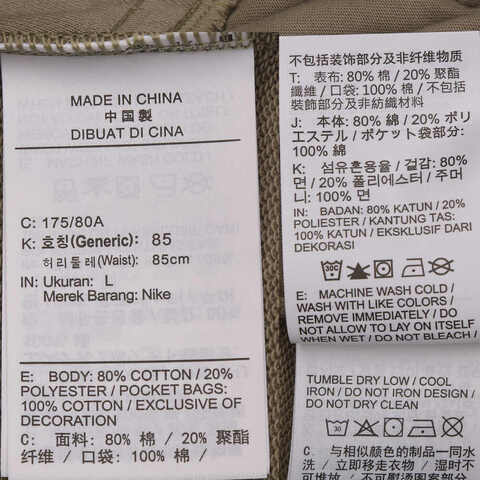 MADE IN CHINA
中国製
DIBUAT DI CINA
C: 175/80A
K: 호칭(Generic): 85
허리둘레(Waist): 85cm
IN: Ukuran: L
Merek Barang: Nike
E: BODY: 80% COTTON / 20%
POLYESTER / POCKET BAGS:
100% COTTON / EXCLUSIVE OF
DECORATION
C: 面料: 80% 棉 / 20% 聚酯
纤维 / 口袋: 100% 棉 /
不包括装饰部分及非纤维物质
T: 表布: 80% 棉 / 20% 聚酯
纖維 / 口袋: 100% 棉 / 不包括
裝飾部分及非紡織材料
J: 本体: 80% 綿 / 20% ポリ
エステル / ポケット袋部分:
100% 綿
K: 섬유혼용율 / 겉감: 80%
면 / 20% 폴리에스터 / 주머
니: 100% 면
IN: BADAN: 80% KATUN / 20%
POLIESTER / KANTUNG TAS:
100% KATUN / EKSKLUSIF DARI
DEKORASI
E: MACHINE WASH COLD /
WASH WITH LIKE COLORS /
REMOVE IMMEDIATELY / DO
NOT ALLOW TO LAY ON ITSELF
WHEN WET / DO NOT BLEACH /
TUMBLE DRY LOW / COOL
IRON / DO NOT IRON DESIGN /
DO NOT DRY CLEAN
30
C: 与相似颜色的制品一同水
洗 / 立即移走衣物 / 湿时